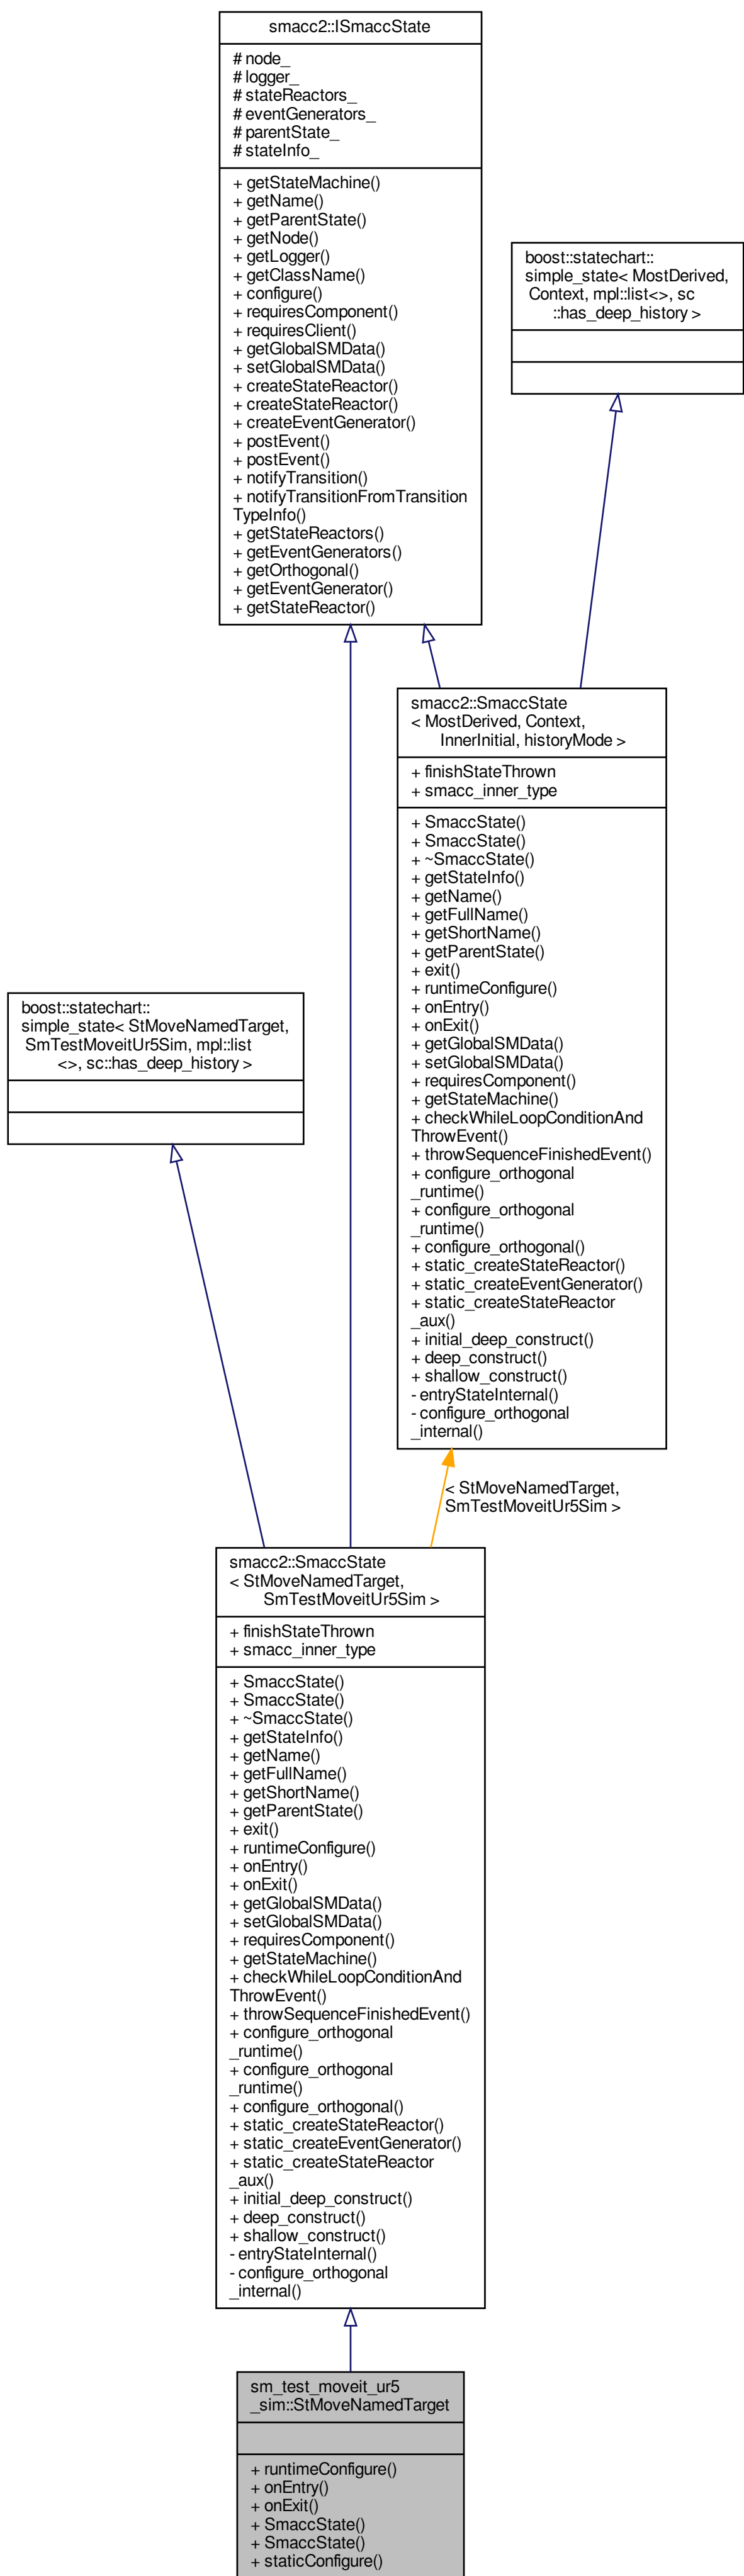 smacc2::ISmaccState
# node_
# logger_
# stateReactors_
# eventGenerators_
# parentState_
# stateInfo_
+ getStateMachine()
+ getName()
+ getParentState()
+ getNode()
+ getLogger()
+ getClassName()
+ configure()
+ requiresComponent()
+ requiresClient()
+ getGlobalSMData()
+ setGlobalSMData()
+ createStateReactor()
+ createStateReactor()
+ createEventGenerator()
+ postEvent()
+ postEvent()
+ notifyTransition()
+ notifyTransitionFromTransition
TypeInfo()
+ getStateReactors()
+ getEventGenerators()
+ getOrthogonal()
+ getEventGenerator()
+ getStateReactor()
boost::statechart::
simple_state< MostDerived,
Context, mpl::list<>, sc
::has_deep_history >
smacc2::SmaccState
< MostDerived, Context,
InnerInitial, historyMode >
+ finishStateThrown
+ smacc_inner_type
+ SmaccState()
+ SmaccState()
+ ~SmaccState()
+ getStateInfo()
+ getName()
+ getFullName()
+ getShortName()
+ getParentState()
+ exit()
+ runtimeConfigure()
+ onEntry()
+ onExit()
+ getGlobalSMData()
+ setGlobalSMData()
+ requiresComponent()
+ getStateMachine()
+ checkWhileLoopConditionAnd
ThrowEvent()
+ throwSequenceFinishedEvent()
+ configure_orthogonal
_runtime()
+ configure_orthogonal
_runtime()
+ configure_orthogonal()
+ static_createStateReactor()
+ static_createEventGenerator()
+ static_createStateReactor
_aux()
+ initial_deep_construct()
+ deep_construct()
+ shallow_construct()
- entryStateInternal()
- configure_orthogonal
_internal()
boost::statechart::
simple_state< StMoveNamedTarget,
SmTestMoveitUr5Sim, mpl::list
<>, sc::has_deep_history >
< StMoveNamedTarget,
SmTestMoveitUr5Sim >
smacc2::SmaccState
< StMoveNamedTarget,
SmTestMoveitUr5Sim >
+ finishStateThrown
+ smacc_inner_type
+ SmaccState()
+ SmaccState()
+ ~SmaccState()
+ getStateInfo()
+ getName()
+ getFullName()
+ getShortName()
+ getParentState()
+ exit()
+ runtimeConfigure()
+ onEntry()
+ onExit()
+ getGlobalSMData()
+ setGlobalSMData()
+ requiresComponent()
+ getStateMachine()
+ checkWhileLoopConditionAnd
ThrowEvent()
+ throwSequenceFinishedEvent()
+ configure_orthogonal
_runtime()
+ configure_orthogonal
_runtime()
+ configure_orthogonal()
+ static_createStateReactor()
+ static_createEventGenerator()
+ static_createStateReactor
_aux()
+ initial_deep_construct()
+ deep_construct()
+ shallow_construct()
- entryStateInternal()
- configure_orthogonal
_internal()
sm_test_moveit_ur5
_sim::StMoveNamedTarget
+ runtimeConfigure()
+ onEntry()
+ onExit()
+ SmaccState()
+ SmaccState()
+ staticConfigure()